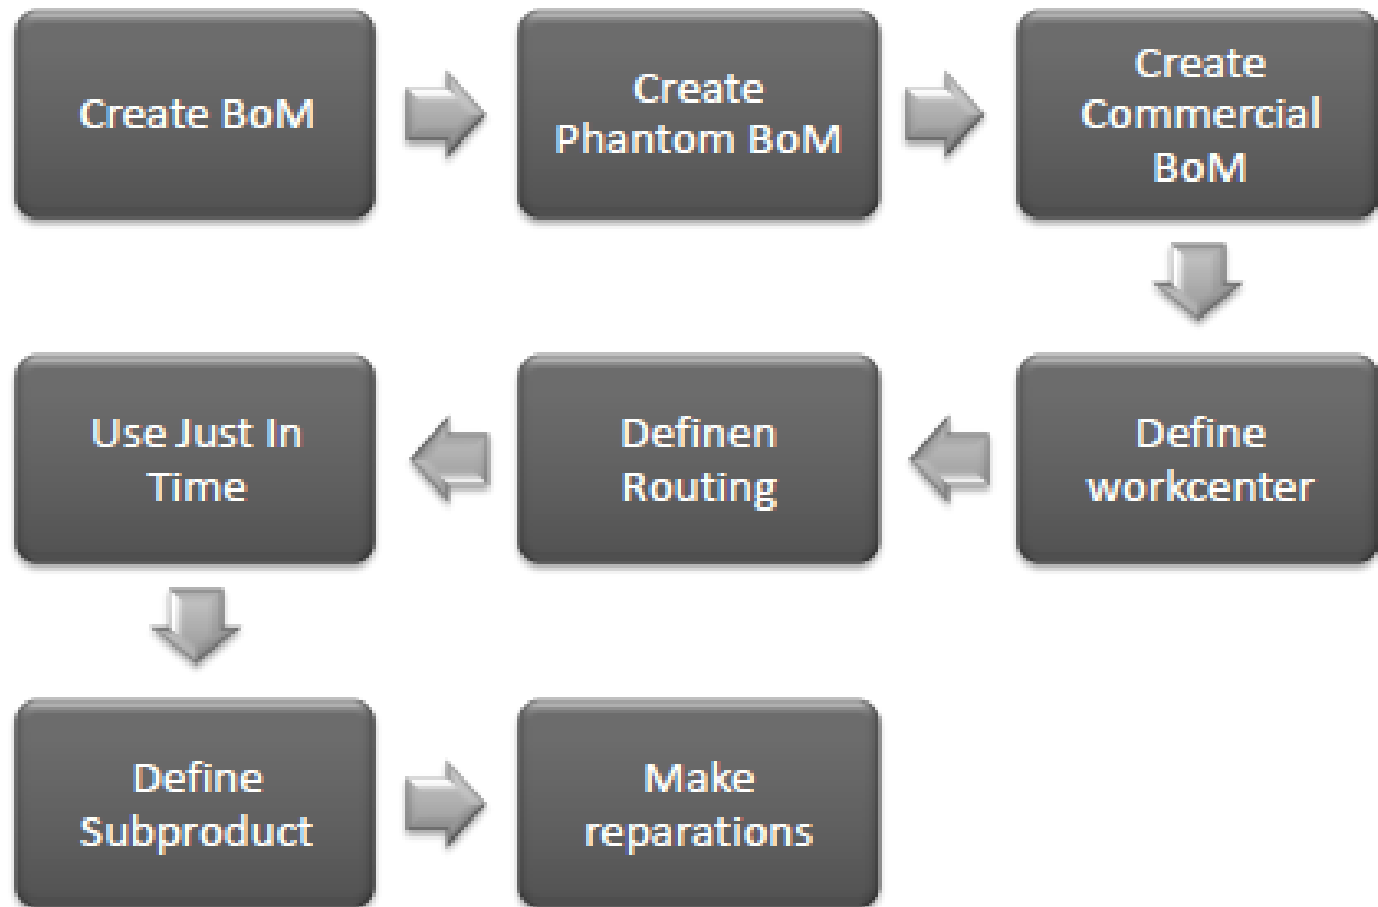 Create BoM
Create
Phantom BoM
Create
Commercial
BoM
Define
workcenter
Definen
Routing
Use Just In
Time
Define
Subproduct
Make
reparations